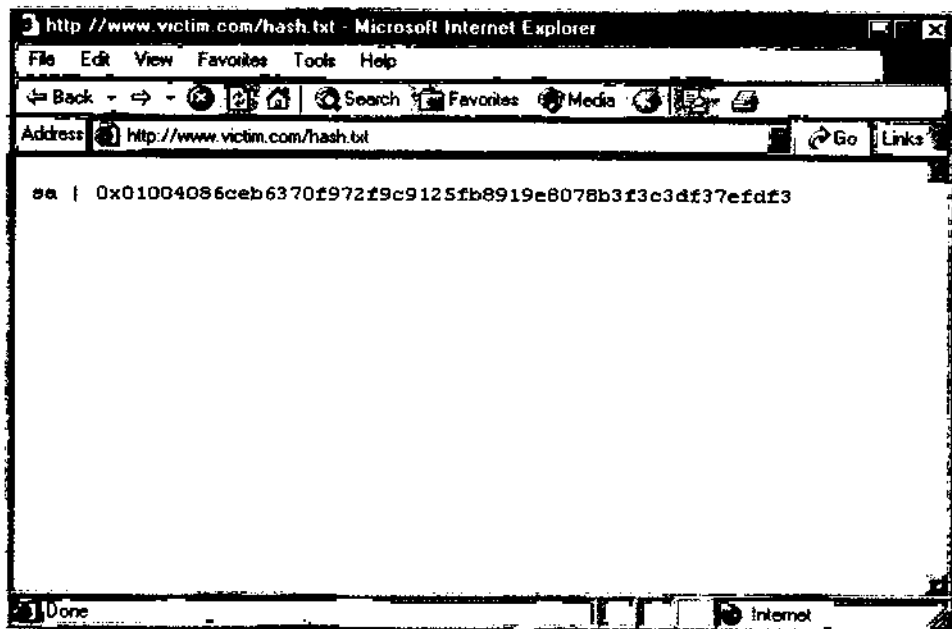 http //www.victim.com/hash.txt - Microsoft Internet Explorer
File Edit View Favorites Tools Help
Back Search Favorites Media
Address http://www.victim.com/hash.txt Go Links
sa | 0x01004086ceb6370f972f9c9125fb8919e8078b3f3c3df37efdf3
Done Internet